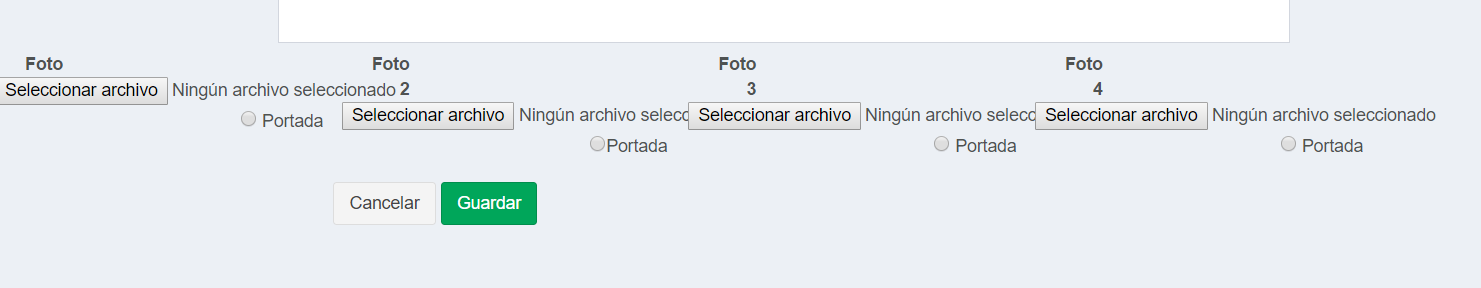 Foto Foto Foto Foto
Seleccionar archivo Ningún archivo seleccionado 2 3 4
Seleccionar archivo Ningún archivo selecc Seleccionar archivo Ningún archivo selecc Seleccionar archivo Ningún archivo seleccionado
Portada
Portada Portada Portada
Cancelar Guardar